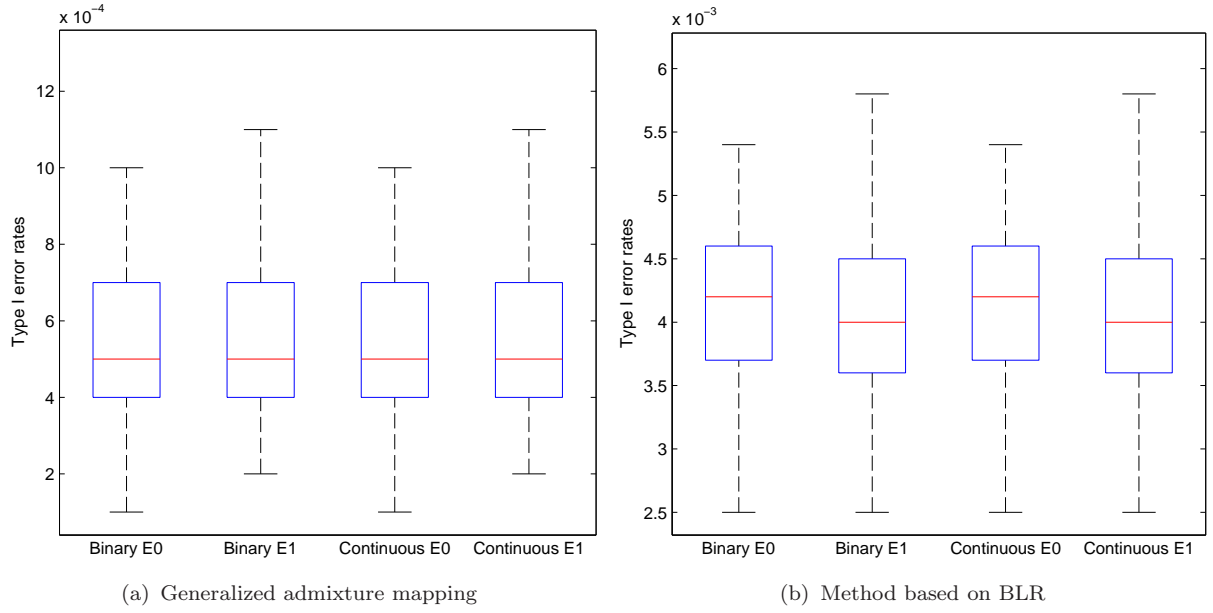 x 10⁻⁴
12
10
8
6
4
2
Type I error rates
Binary E0 Binary E1 Continuous E0 Continuous E1
(a) Generalized admixture mapping
x 10⁻³
6
5.5
5
4.5
4
3.5
3
2.5
Type I error rates
Binary E0 Binary E1 Continuous E0 Continuous E1
(b) Method based on BLR